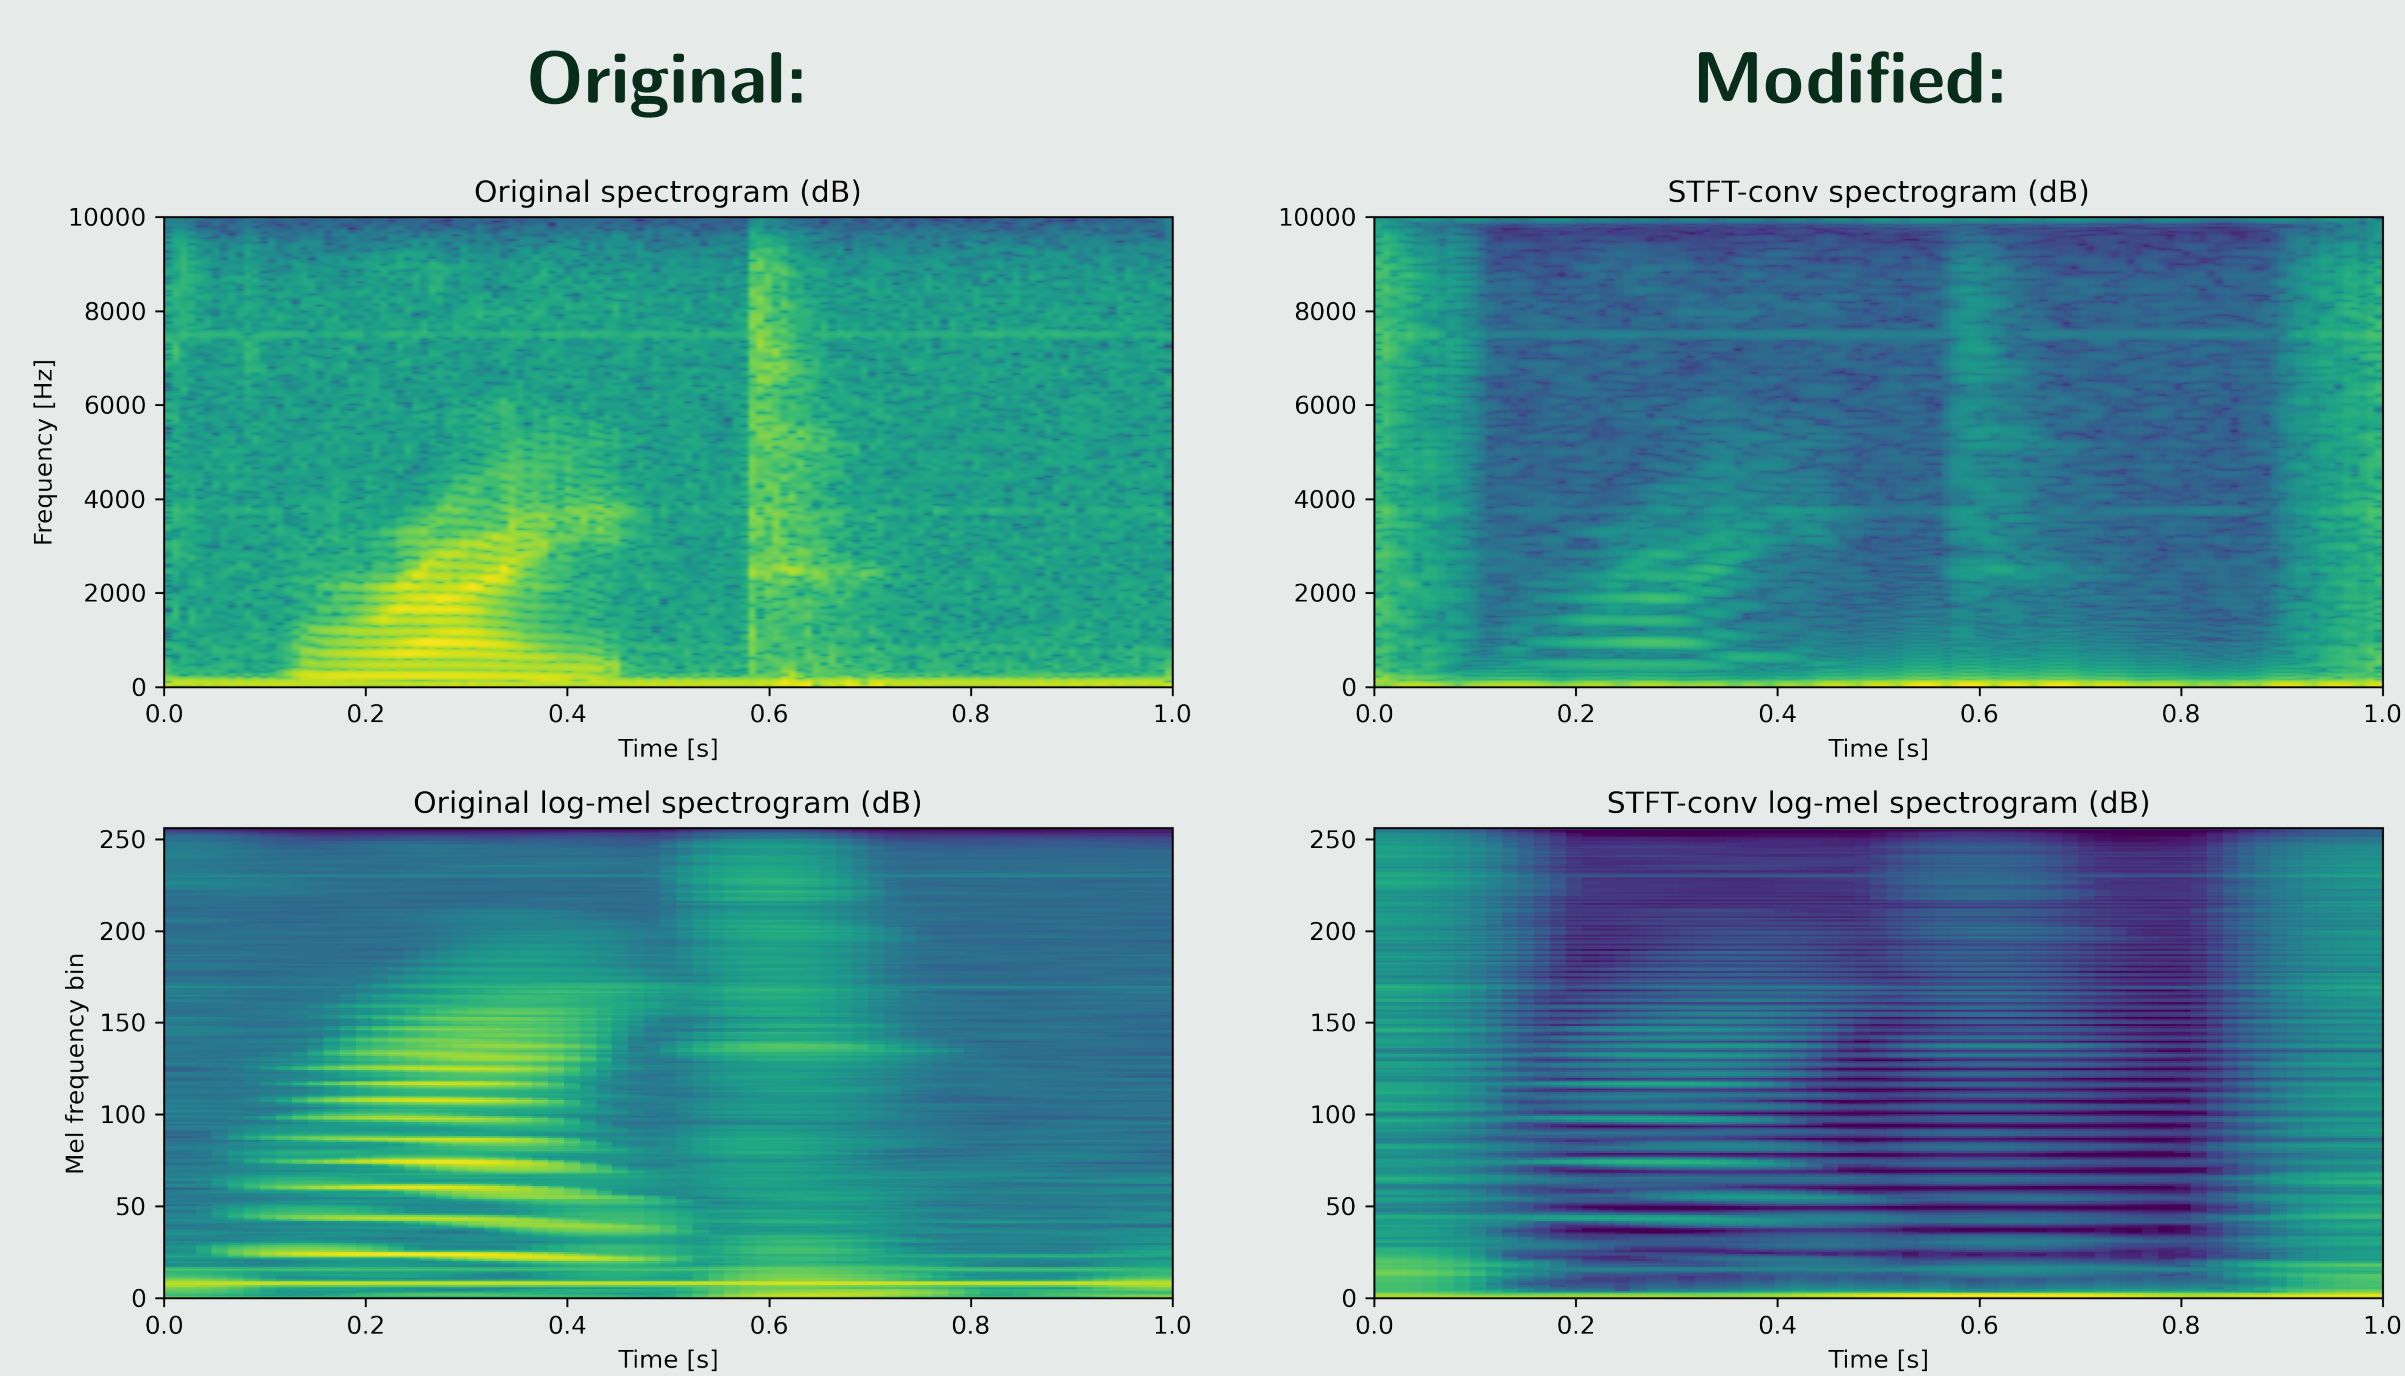 Original:
Modified:
Original spectrogram (dB)
10000
8000
6000
4000
2000
0
Frequency [Hz]
0.0 0.2 0.4 0.6 0.8 1.0
Time [s]
STFT-conv spectrogram (dB)
10000
8000
6000
4000
2000
0
0.0 0.2 0.4 0.6 0.8 1.0
Time [s]
Original log-mel spectrogram (dB)
250
200
150
100
50
0
Mel frequency bin
0.0 0.2 0.4 0.6 0.8 1.0
Time [s]
STFT-conv log-mel spectrogram (dB)
250
200
150
100
50
0
0.0 0.2 0.4 0.6 0.8 1.0
Time [s]